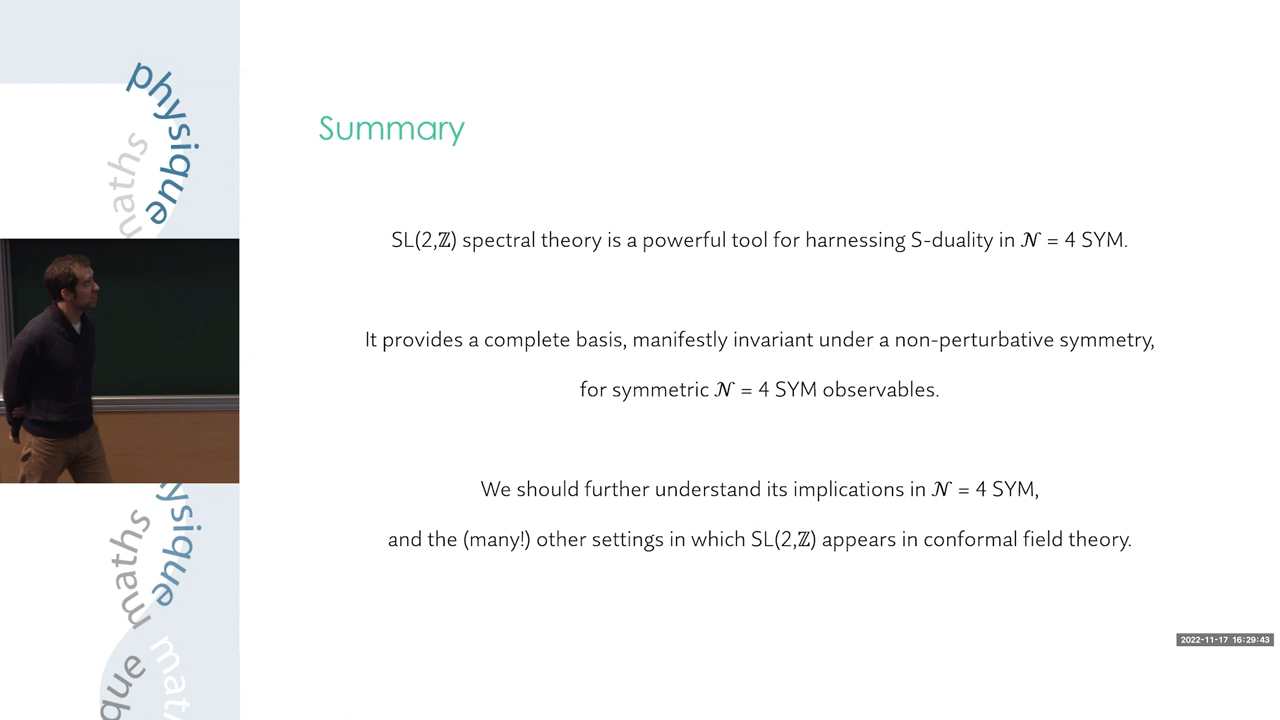 physique
maths
Summary
SL(2,ℤ) spectral theory is a powerful tool for harnessing S-duality in 𝒩 = 4 SYM.
It provides a complete basis, manifestly invariant under a non-perturbative symmetry,
for symmetric 𝒩 = 4 SYM observables.
We should further understand its implications in 𝒩 = 4 SYM,
and the (many!) other settings in which SL(2,ℤ) appears in conformal field theory.
ysique
maths
que
mat
2022-11-17 16:29:43